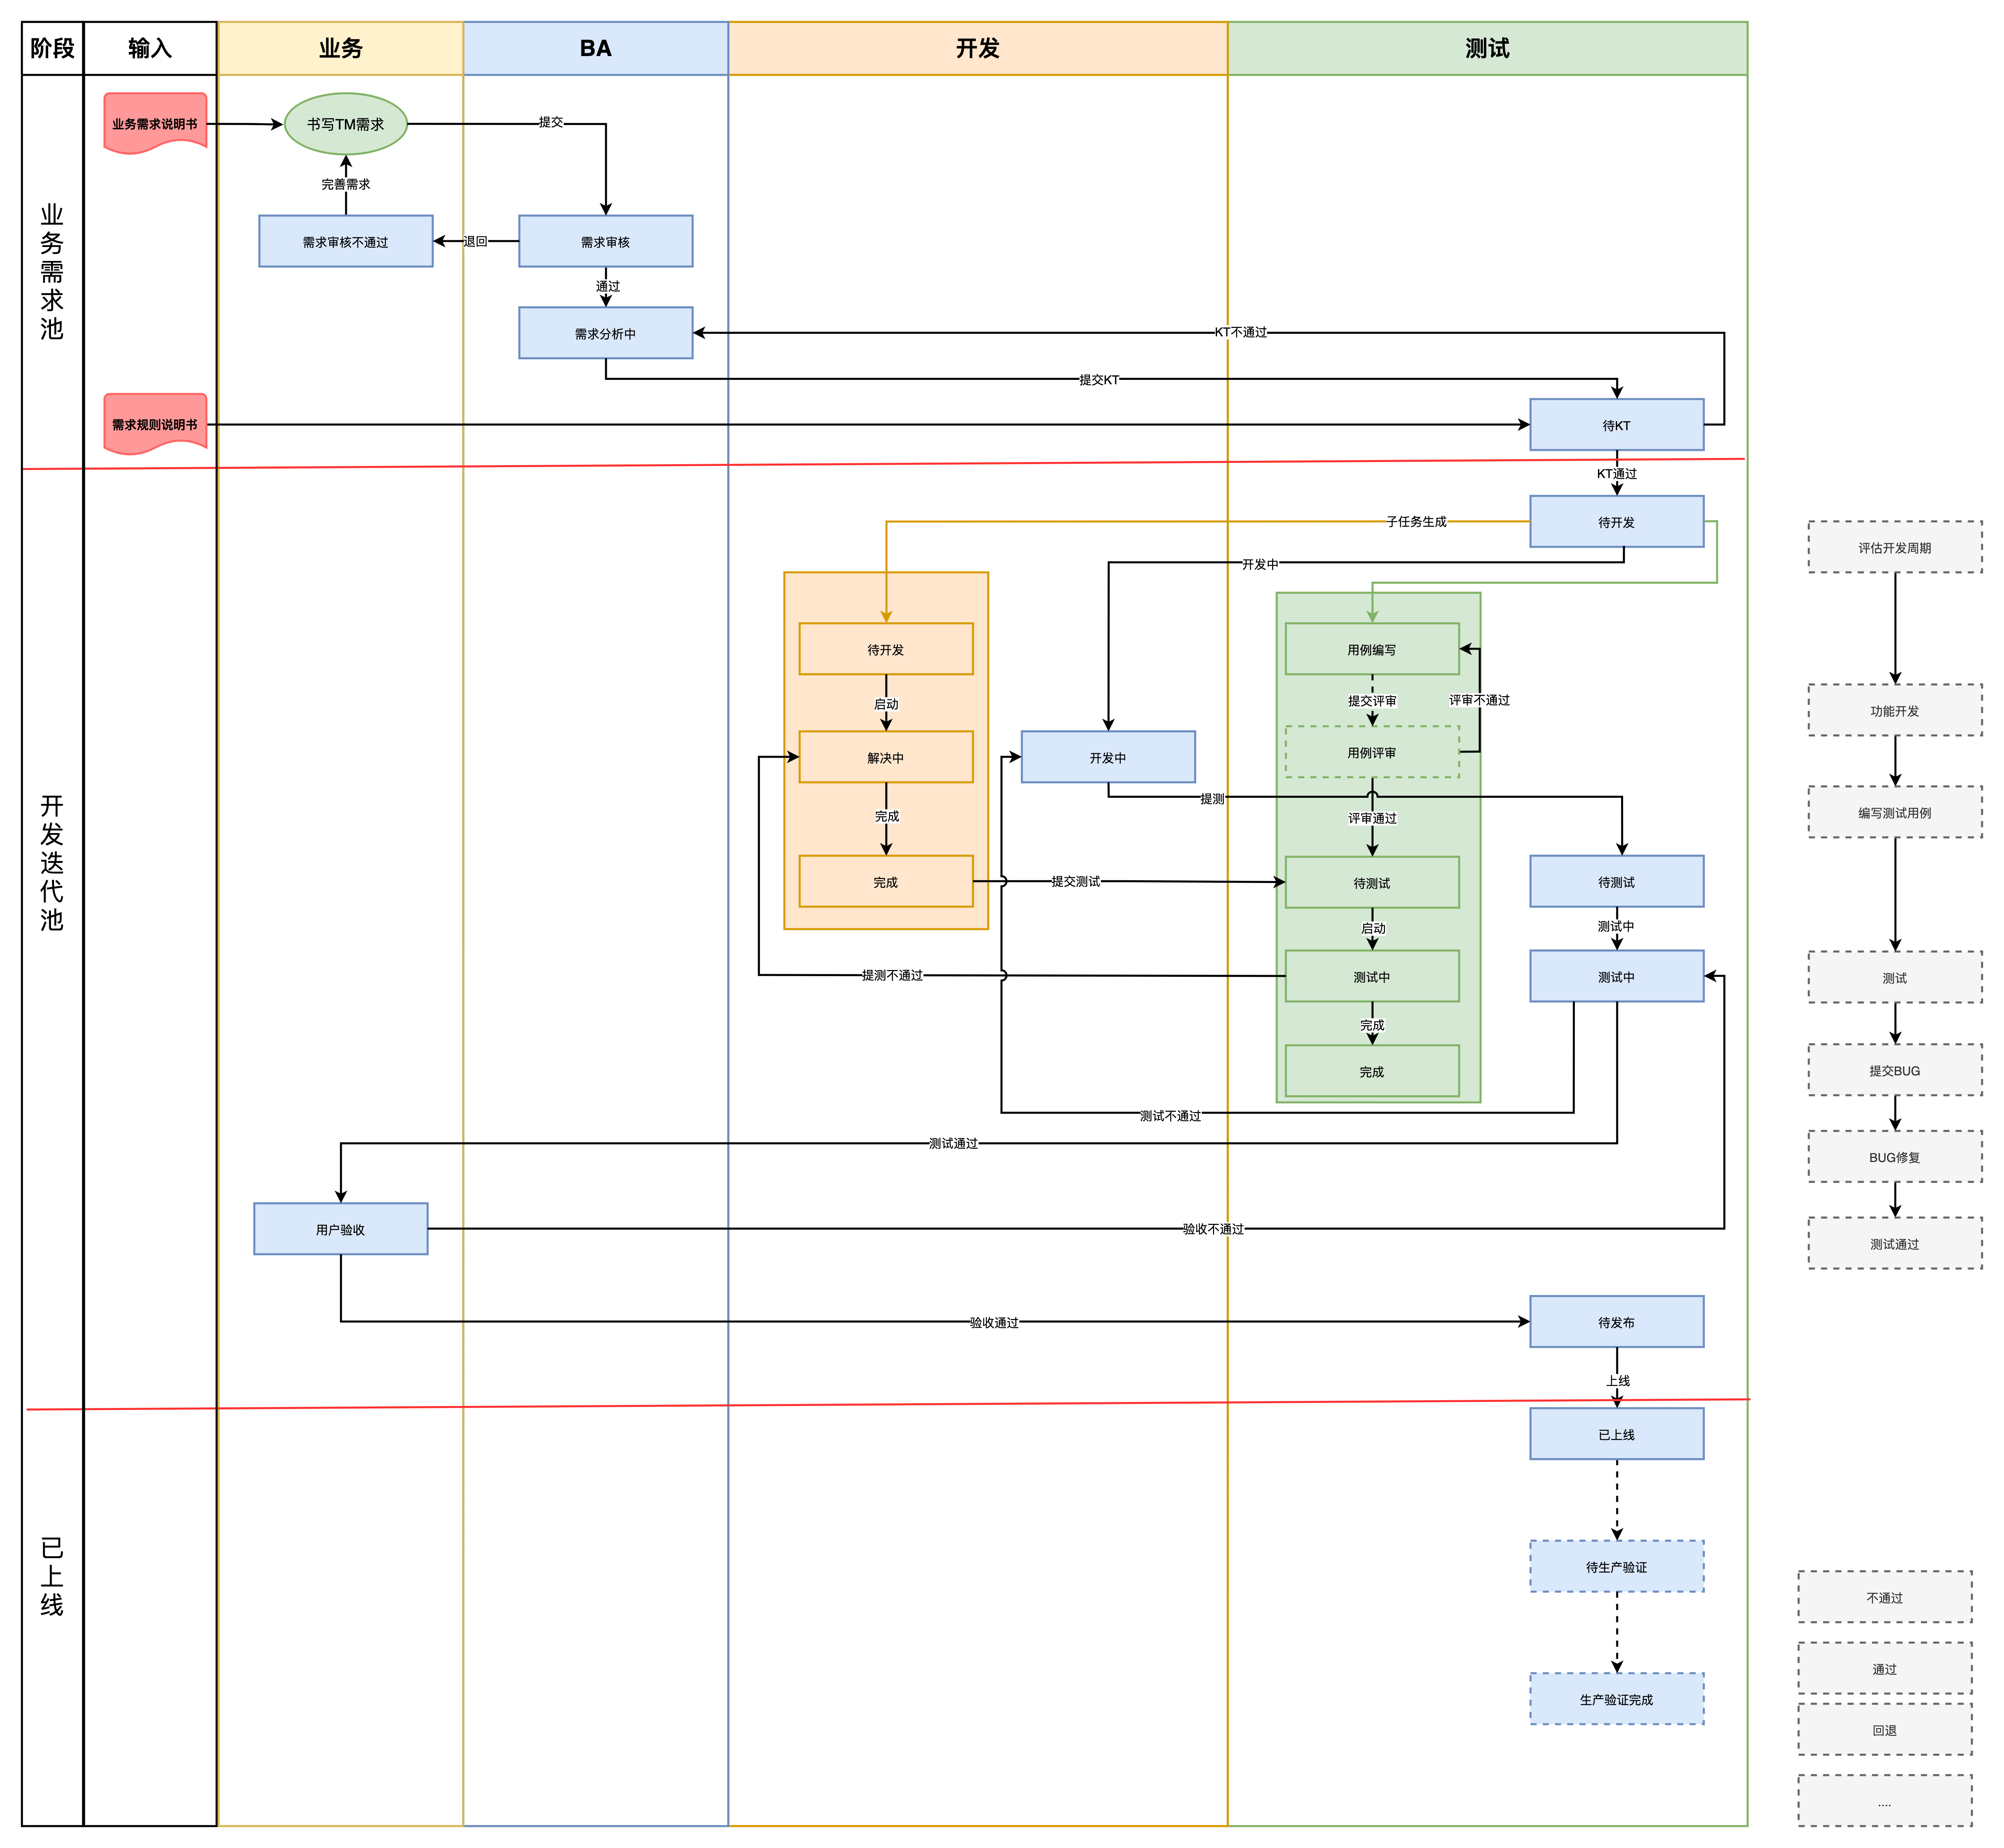 阶段
输入
业务
BA
开发
测试
业务需求说明书
书写TM需求
提交
完善需求
需求审核不通过
退回
需求审核
通过
业
务
需
求
池
需求分析中
KT不通过
提交KT
需求规则说明书
待KT
KT通过
待开发
子任务生成
开发中
评估开发周期
待开发
用例编写
启动
提交评审
评审不通过
功能开发
解决中
开发中
用例评审
提测
完成
评审通过
编写测试用例
开
发
迭
代
池
完成
提交测试
待测试
待测试
启动
测试中
提测不通过
测试中
测试中
测试
完成
完成
提交BUG
测试不通过
测试通过
BUG修复
用户验收
验收不通过
测试通过
验收通过
待发布
上线
已上线
已
上
线
待生产验证
不通过
通过
生产验证完成
回退
....